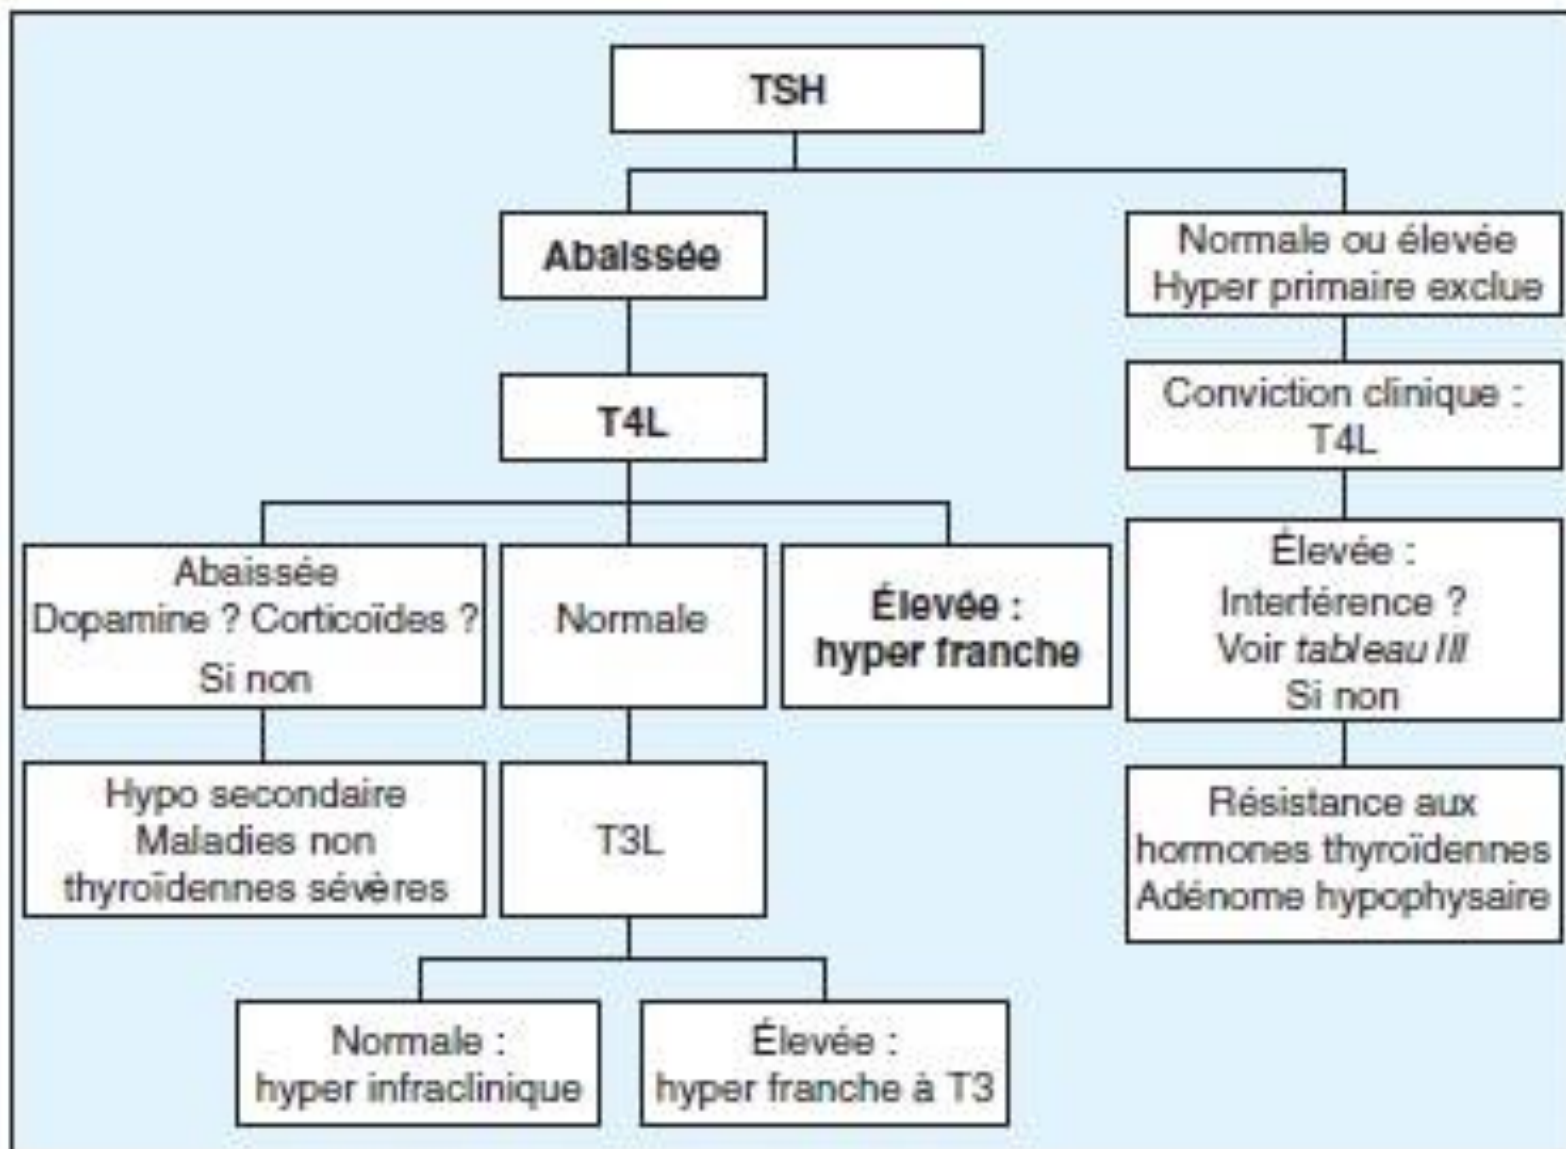 TSH
Abaissée
Normale ou élevée
Hyper primaire exclue
T4L
Conviction clinique :
T4L
Abaissée
Dopamine ? Corticoïdes ?
Si non
Normale
Élevée :
hyper franche
Élevée :
Interférence ?
Voir tableau III
Si non
Hypo secondaire
Maladies non
thyroïdennes sévères
T3L
Résistance aux
hormones thyroïdennes
Adénome hypophysaire
Normale :
hyper infraclinique
Élevée :
hyper franche à T3